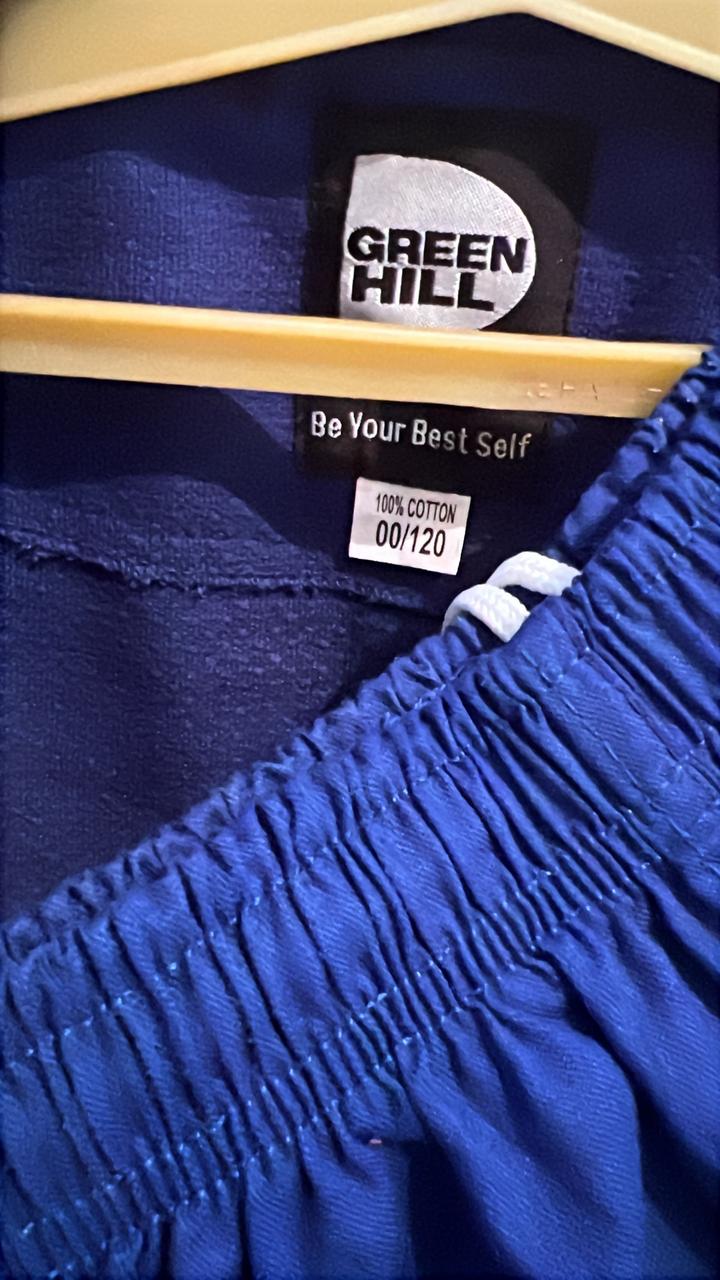 GREEN
HILL
Be Your Best Self
100% COTTON
00/120